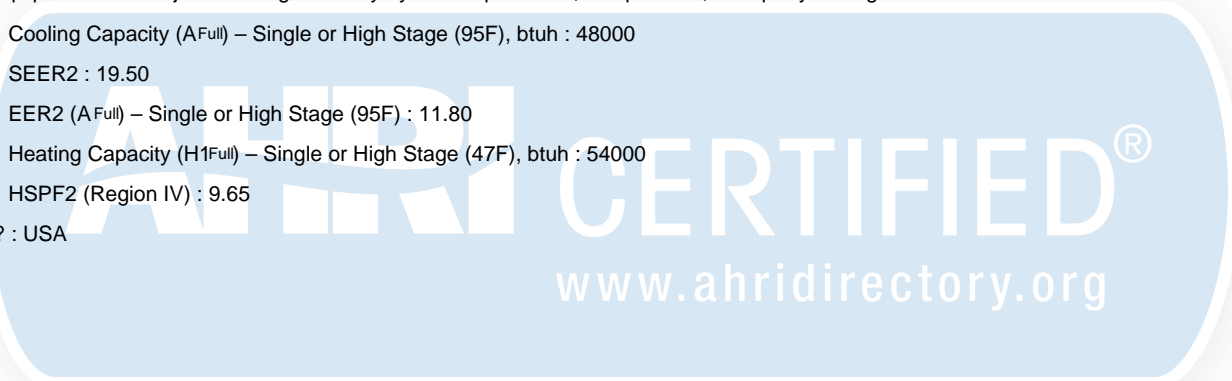 Cooling Capacity (AFull) – Single or High Stage (95F), btuh : 48000
SEER2 : 19.50
EER2 (AFull) – Single or High Stage (95F) : 11.80
Heating Capacity (H1Full) – Single or High Stage (47F), btuh : 54000
HSPF2 (Region IV) : 9.65
? : USA
AHRI CERTIFIED®
www.ahridirectory.org